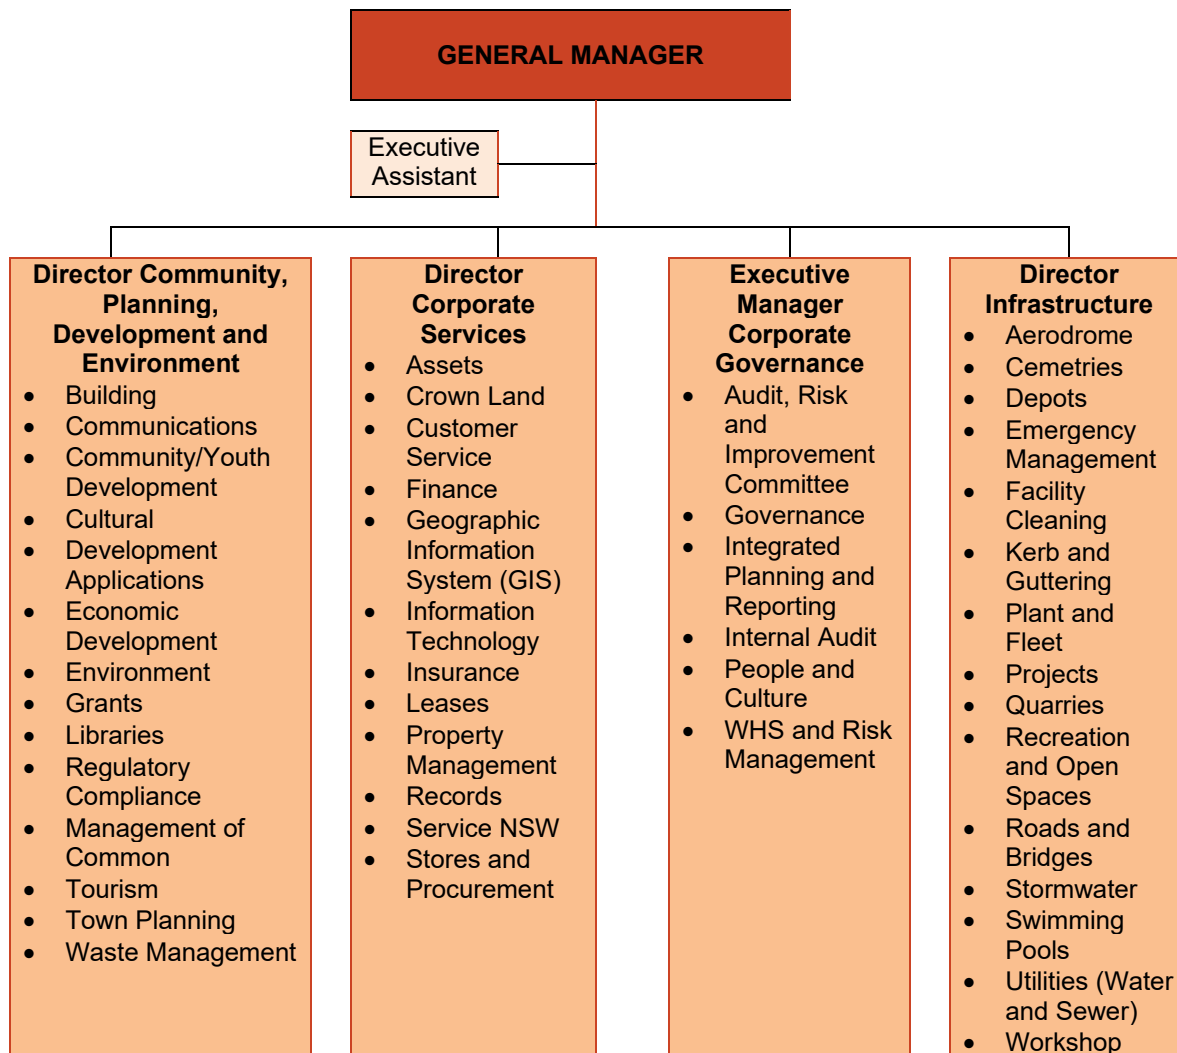 GENERAL MANAGER
Executive
Assistant
Director Community,
Planning,
Development and
Environment
• Building
• Communications
• Community/Youth
Development
• Cultural
• Development
Applications
• Economic
Development
• Environment
• Grants
• Libraries
• Regulatory
Compliance
• Management of
Common
• Tourism
• Town Planning
• Waste Management
Director
Corporate
Services
• Assets
• Crown Land
• Customer
Service
• Finance
• Geographic
Information
System (GIS)
• Information
Technology
• Insurance
• Leases
• Property
Management
• Records
• Service NSW
• Stores and
Procurement
Executive
Manager
Corporate
Governance
• Audit, Risk
and
Improvement
Committee
• Governance
• Integrated
Planning and
Reporting
• Internal Audit
• People and
Culture
• WHS and Risk
Management
Director
Infrastructure
• Aerodrome
• Cemetries
• Depots
• Emergency
Management
• Facility
Cleaning
• Kerb and
Guttering
• Plant and
Fleet
• Projects
• Quarries
• Recreation
and Open
Spaces
• Roads and
Bridges
• Stormwater
• Swimming
Pools
• Utilities (Water
and Sewer)
• Workshop